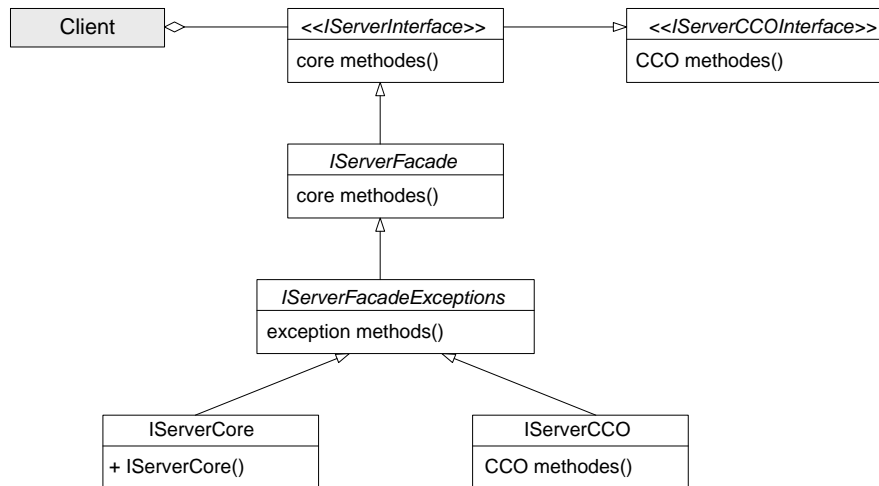 Client
<<IServerInterface>>
core methodes()
<<IServerCCOInterface>>
CCO methodes()
IServerFacade
core methodes()
IServerFacadeExceptions
exception methods()
IServerCore
+ IServerCore()
IServerCCO
CCO methodes()